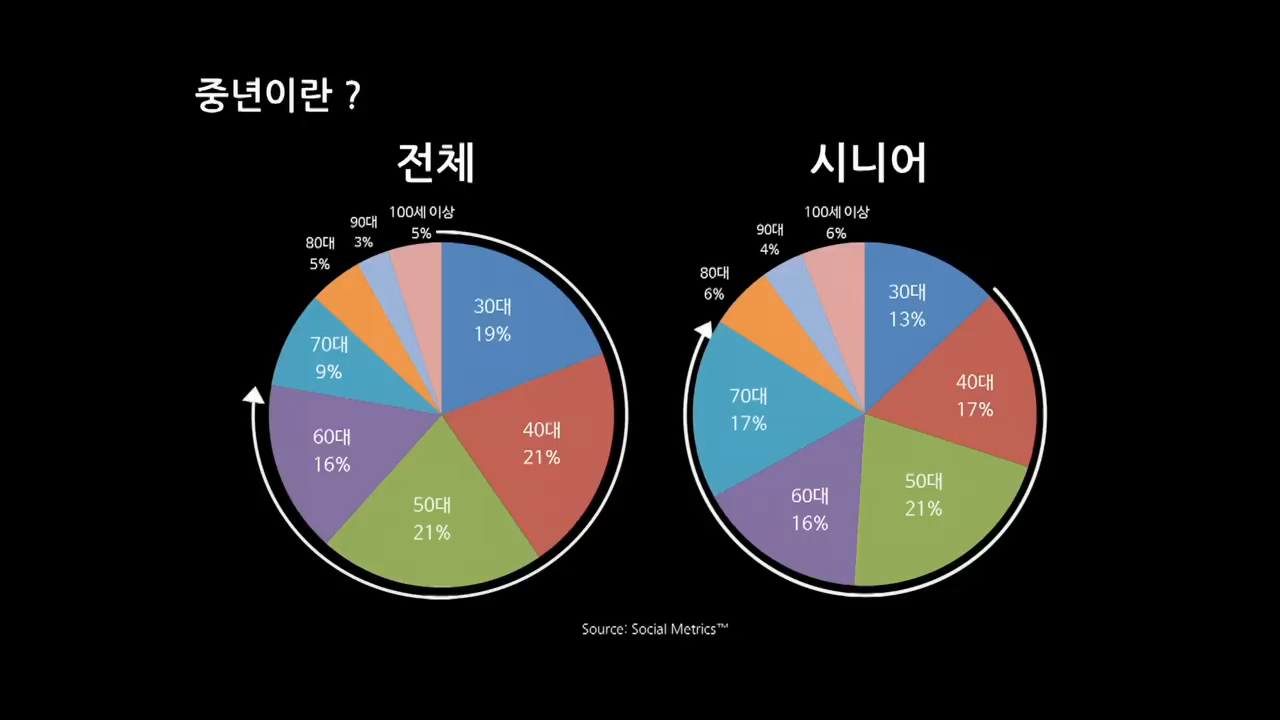 중년이란 ?
전체
100세 이상
5%
90대
3%
80대
5%
30대
19%
70대
9%
40대
21%
60대
16%
50대
21%
시니어
100세 이상
6%
90대
4%
80대
6%
30대
13%
40대
17%
70대
17%
50대
21%
60대
16%
Source: Social Metrics™